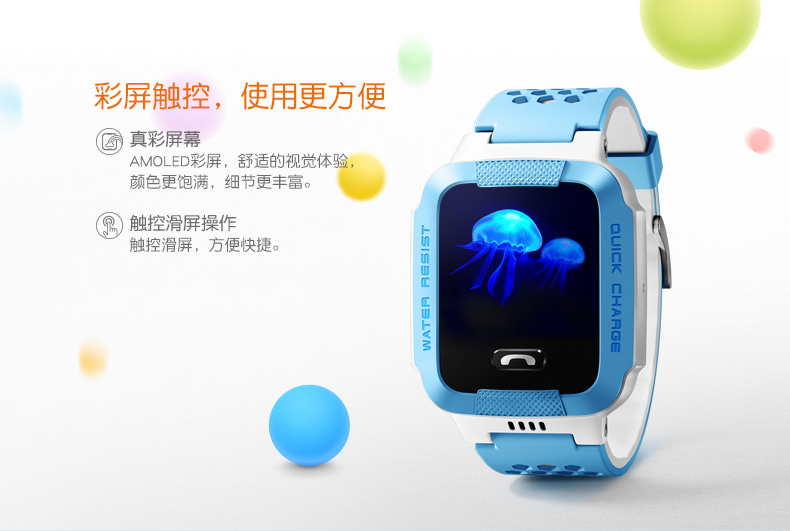 彩屏触控，使用更方便
真彩屏幕
AMOLED彩屏，舒适的视觉体验，
颜色更饱满，细节更丰富。
触控滑屏操作
触控滑屏，方便快捷。
WATER RESIST
QUICK CHARGE